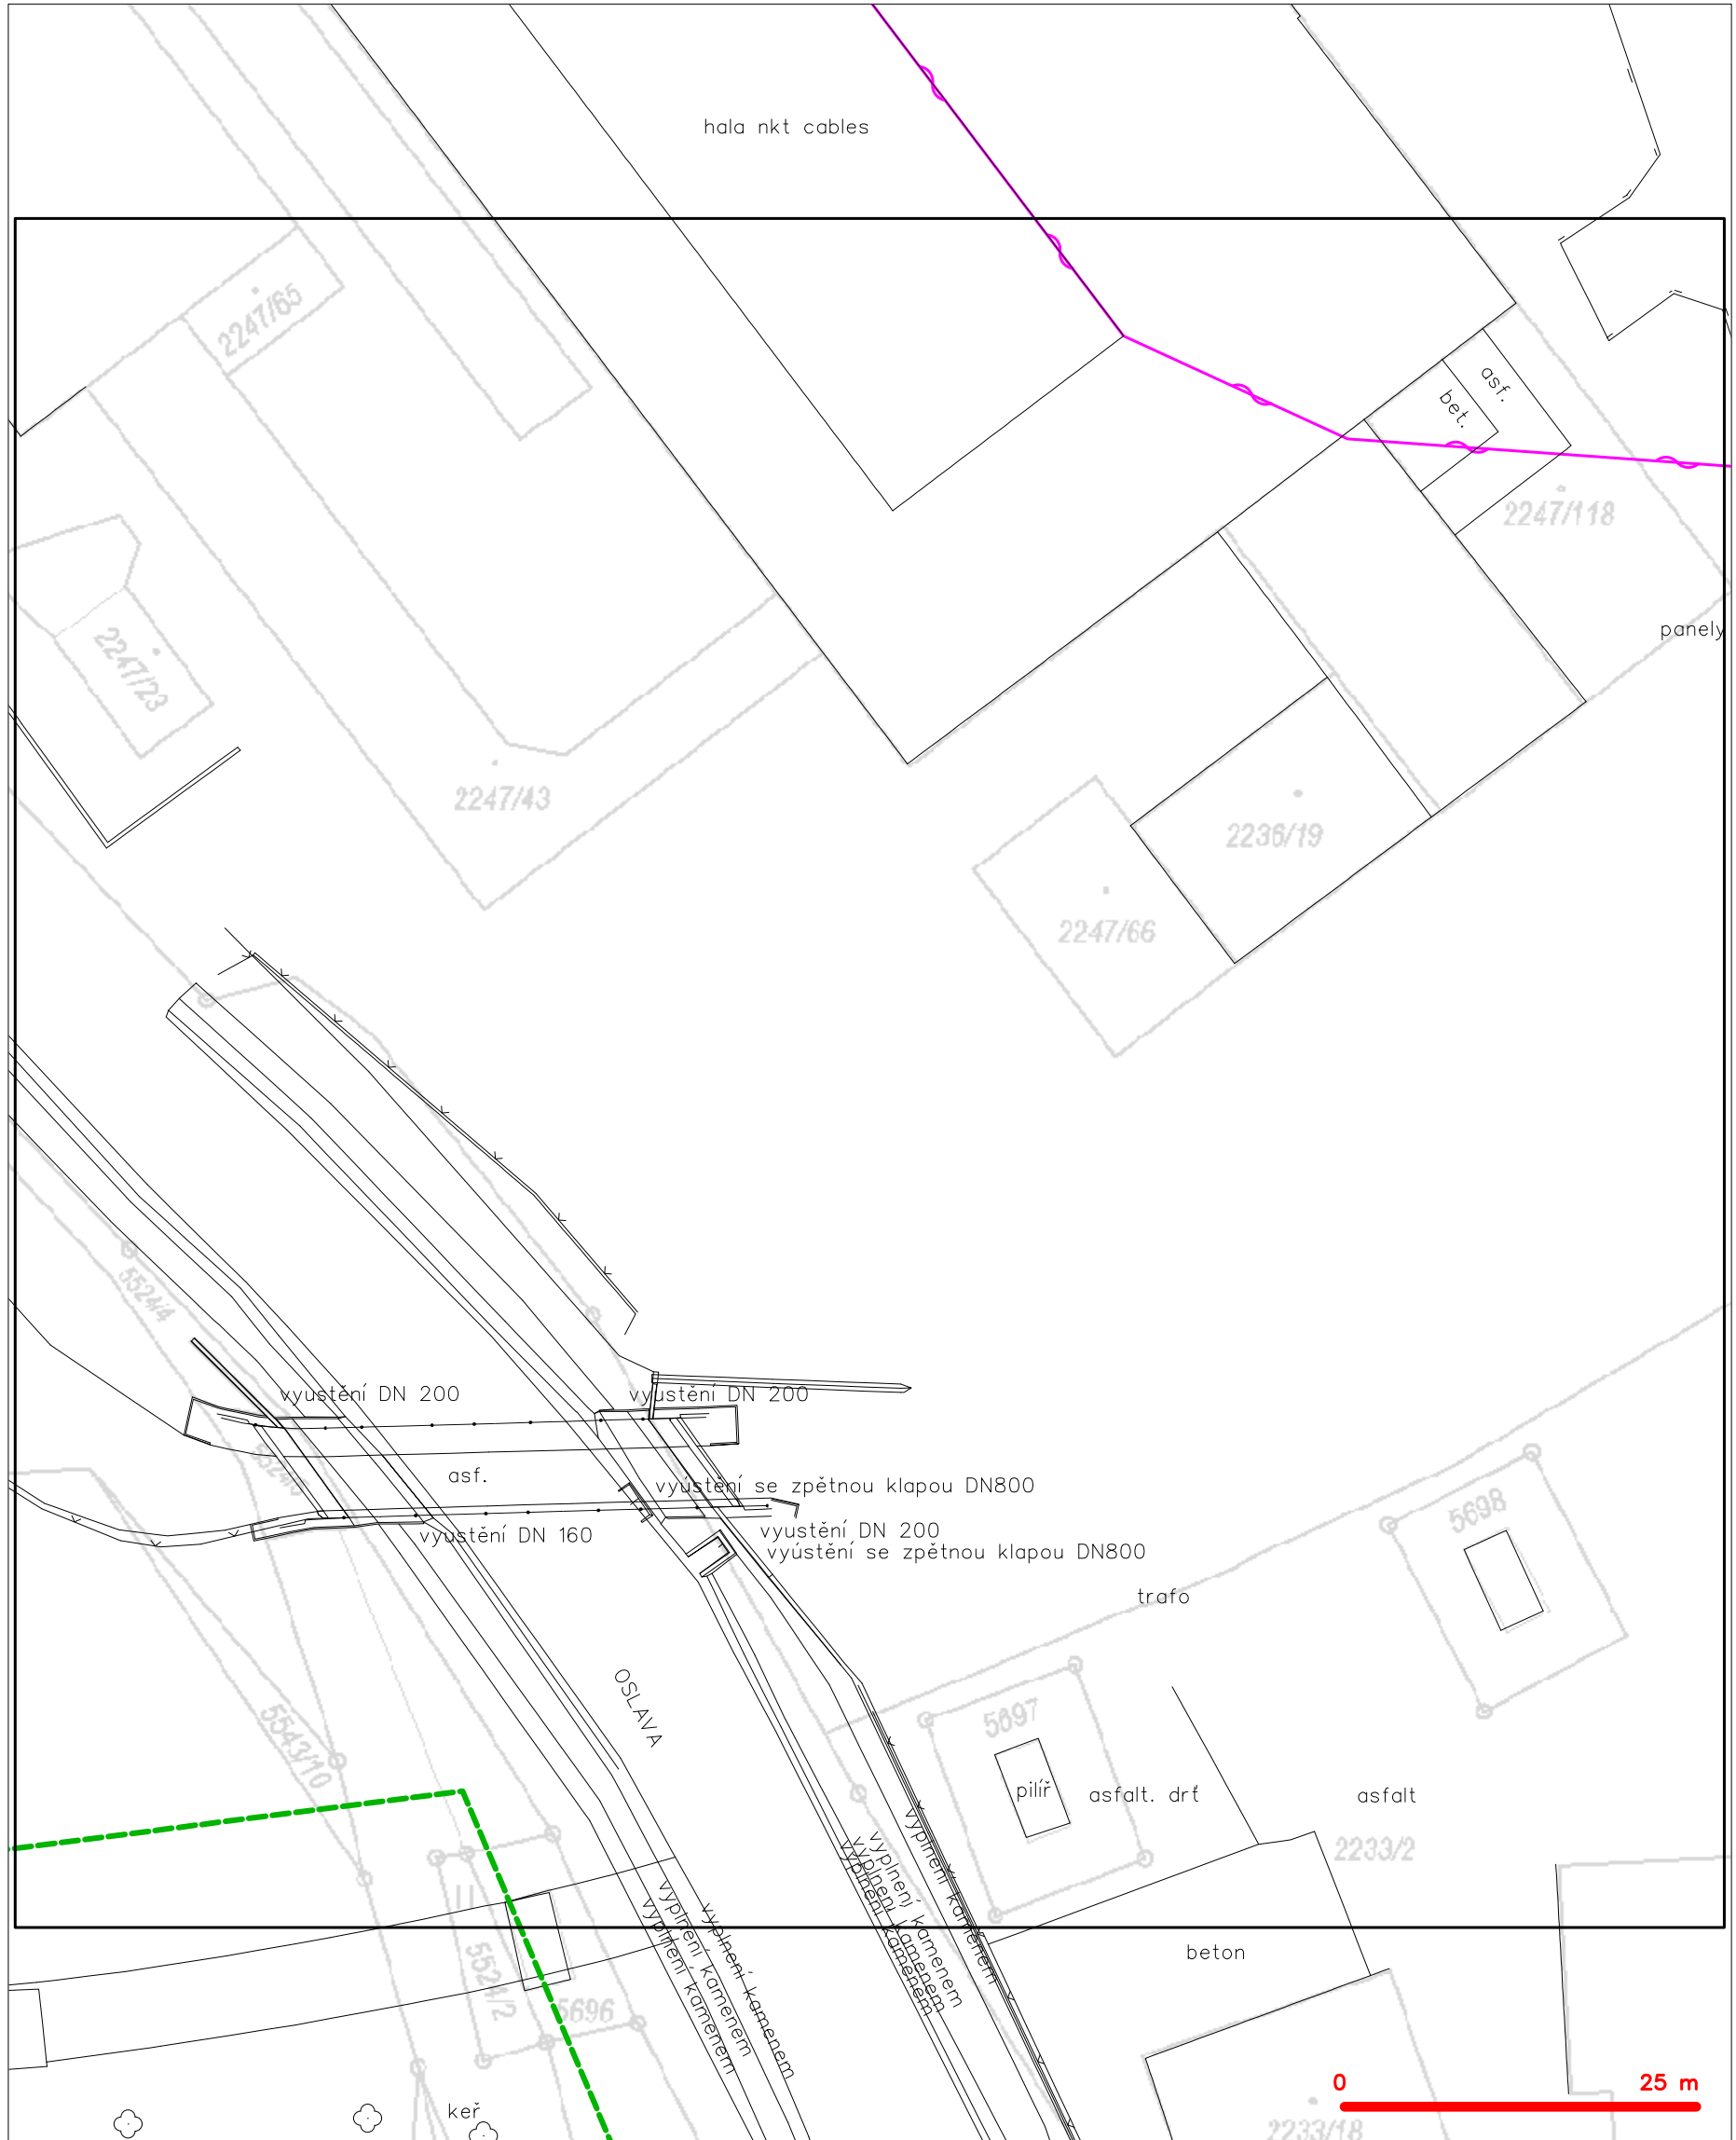 hala nkt cables
2247/65
asf.
bet.
2247/118
panely
2247/23
2247/43
2236/19
2247/66
5524/4
vyustění DN 200
vyustění DN 200
asf.
vyústění se zpětnou klapou DN800
vyustění DN 160
vyustění DN 200
vyústění se zpětnou klapou DN800
5698
trafo
OSLAVA
5543/10
5697
pilíř
asfalt. drť
asfalt
2233/2
vyplnění kamenem
vyplnění kamenem
vyplnění kamenem
vyplnění kamenem
vyplnění kamenem
vyplnění kamenem
vyplnění kamenem
beton
5524/2
5696
keř
0
25 m
2233/18